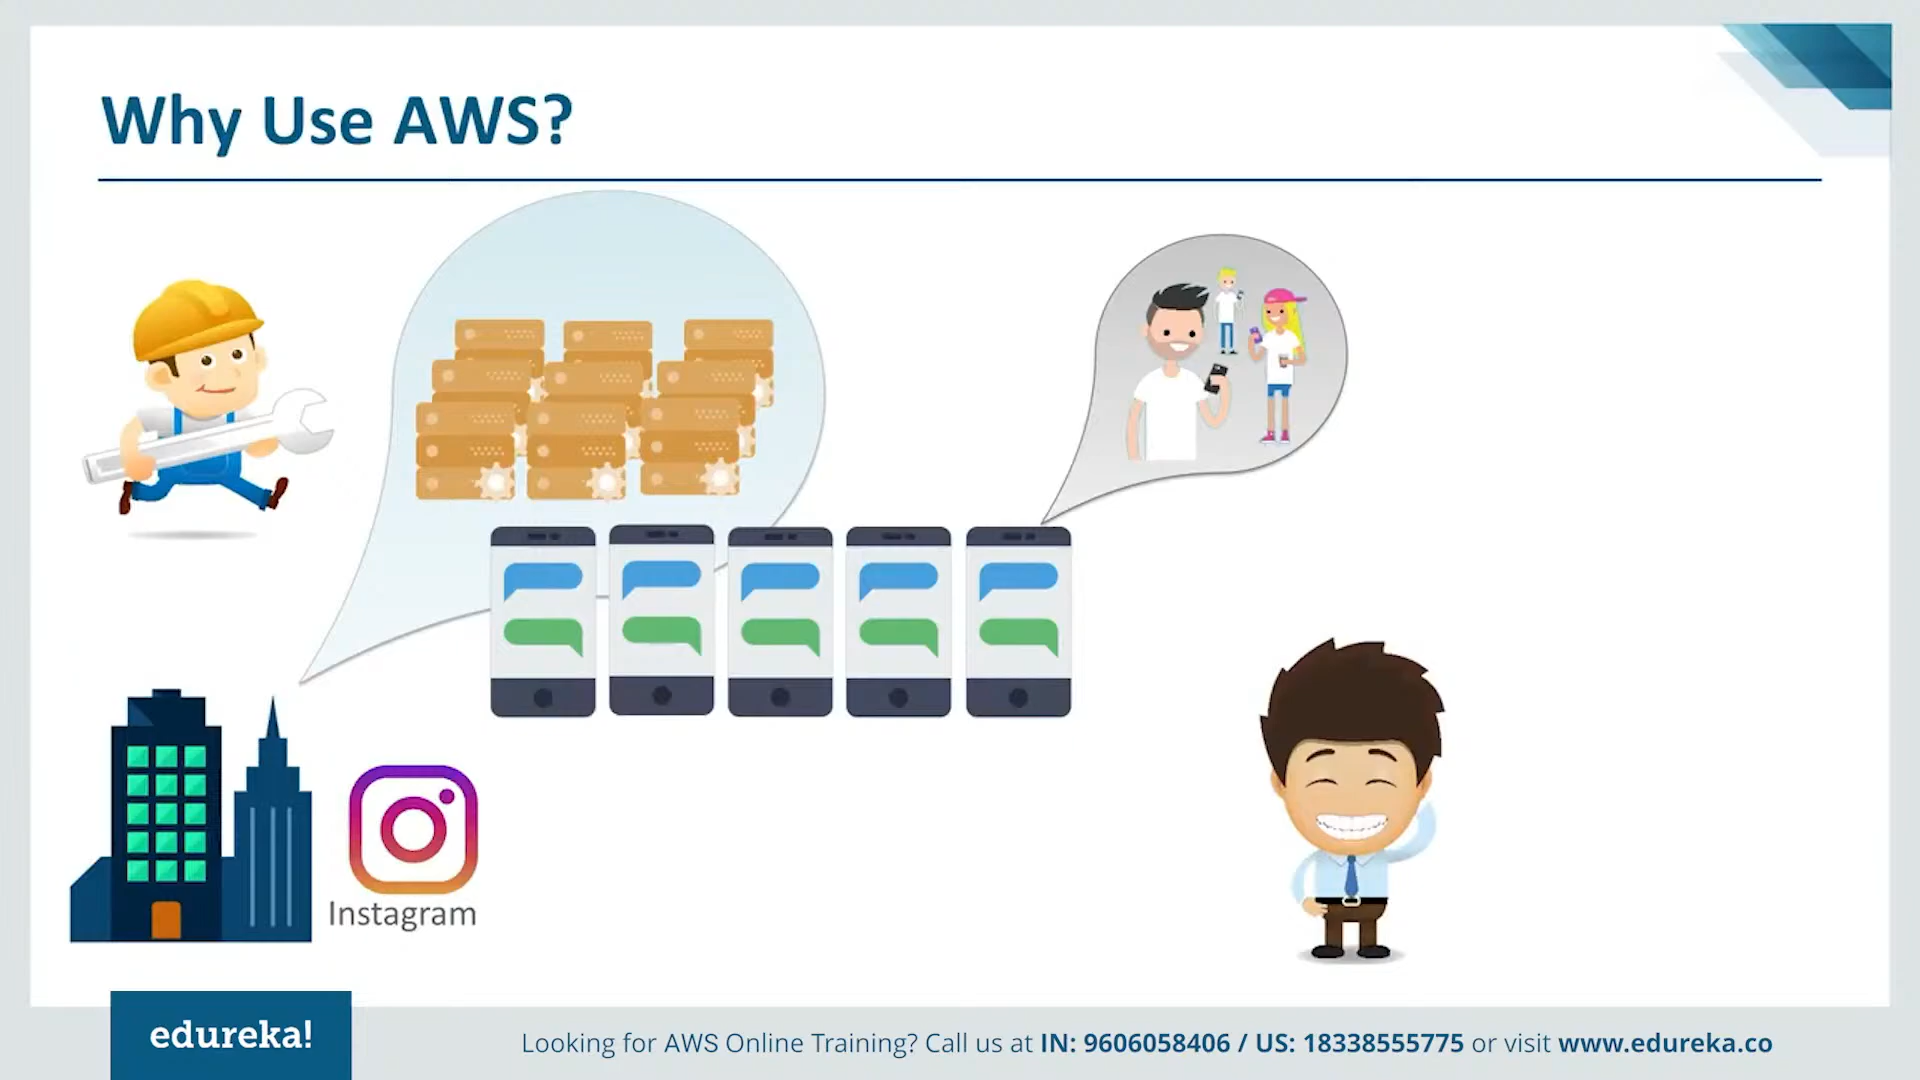 Why Use AWS?
Instagram
edureka!
Looking for AWS Online Training? Call us at IN: 9606058406 / US: 18338555775 or visit www.edureka.co